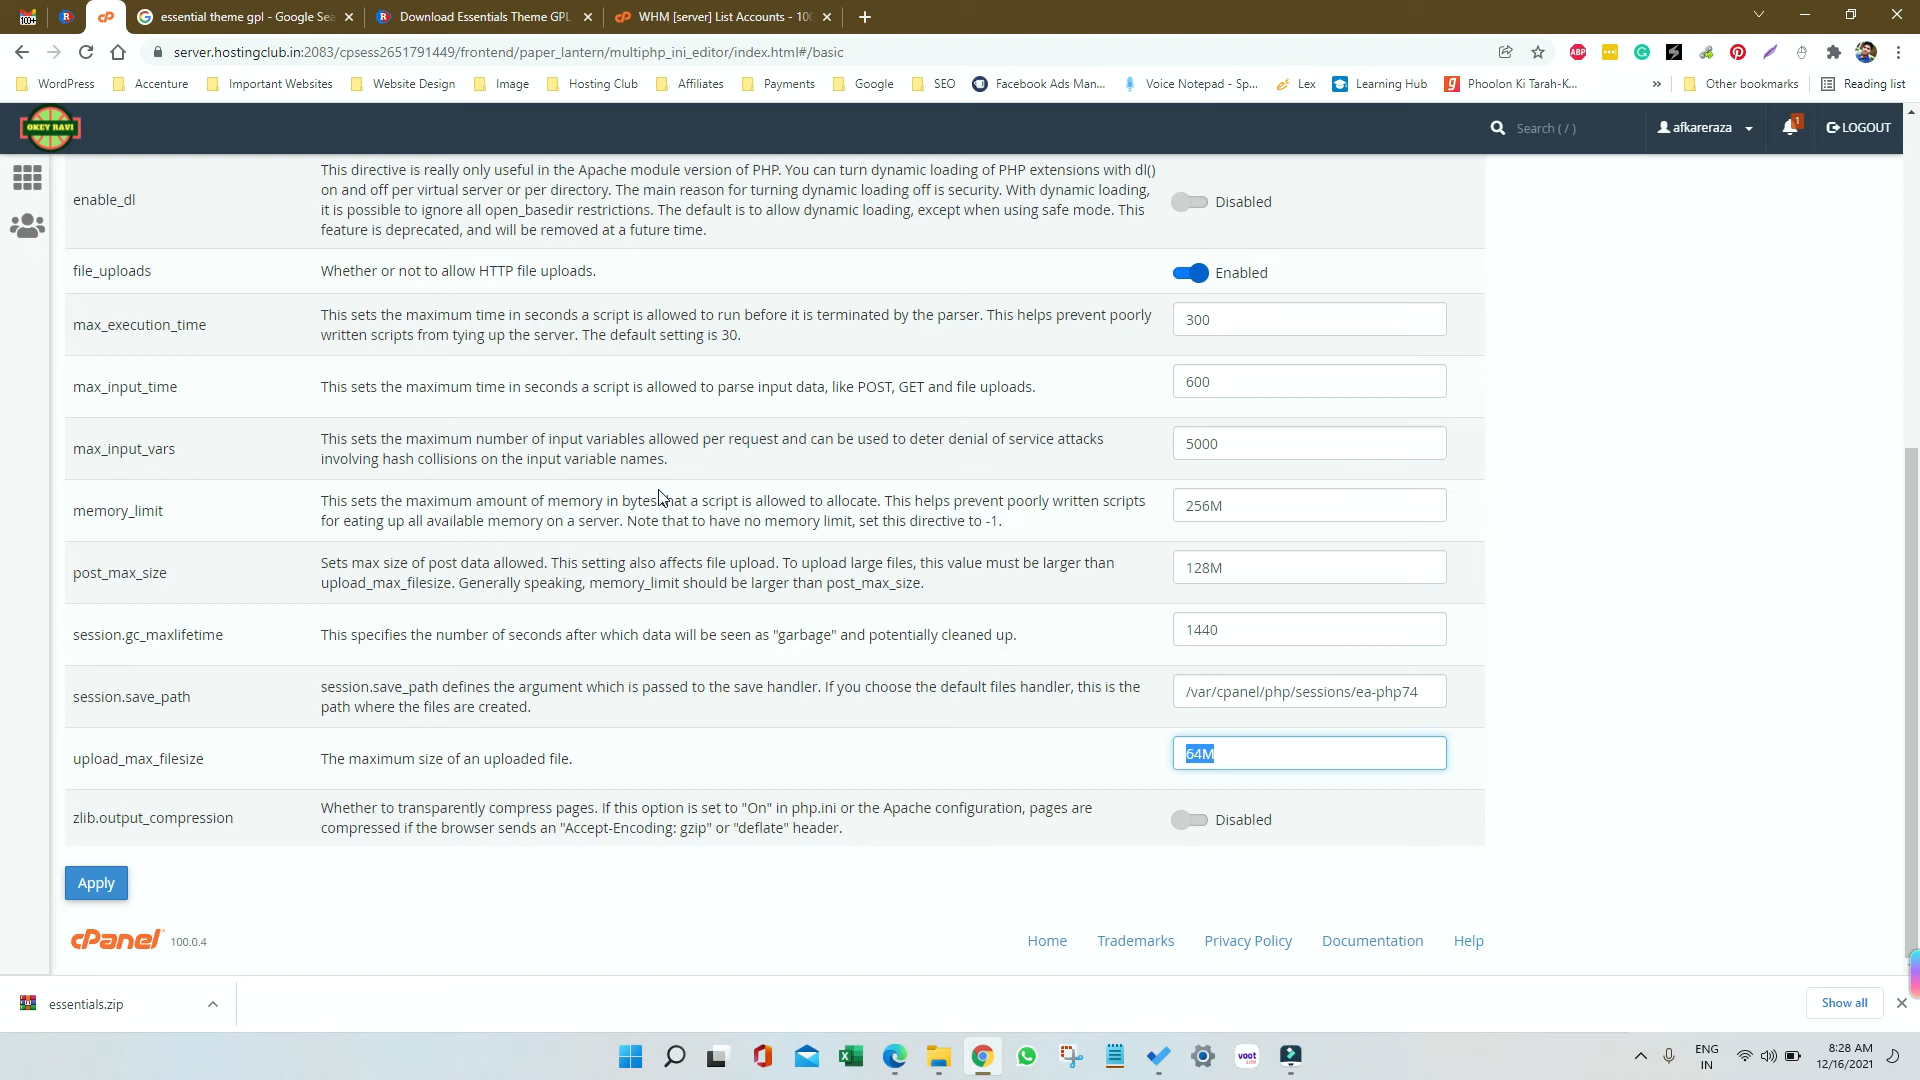 100+
essential theme gpl - Google Sea
Download Essentials Theme GPL
WHM [server] List Accounts - 100
server.hostingclub.in:2083/cpsess2651791449/frontend/paper_lantern/multiphp_ini_editor/index.html#/basic
ABP
WordPress
Accenture
Important Websites
Website Design
Image
Hosting Club
Affiliates
Payments
Google
SEO
Facebook Ads Man...
Voice Notepad - Sp...
Lex
Learning Hub
Phoolon Ki Tarah-K...
»
Other bookmarks
Reading list
OKEY RAVI
Search ( / )
afkareraza
1
LOGOUT
enable_dl
This directive is really only useful in the Apache module version of PHP. You can turn dynamic loading of PHP extensions with dl()
on and off per virtual server or per directory. The main reason for turning dynamic loading off is security. With dynamic loading,
it is possible to ignore all open_basedir restrictions. The default is to allow dynamic loading, except when using safe mode. This
feature is deprecated, and will be removed at a future time.
Disabled
file_uploads
Whether or not to allow HTTP file uploads.
Enabled
max_execution_time
This sets the maximum time in seconds a script is allowed to run before it is terminated by the parser. This helps prevent poorly
written scripts from tying up the server. The default setting is 30.
300
max_input_time
This sets the maximum time in seconds a script is allowed to parse input data, like POST, GET and file uploads.
600
max_input_vars
This sets the maximum number of input variables allowed per request and can be used to deter denial of service attacks
involving hash collisions on the input variable names.
5000
memory_limit
This sets the maximum amount of memory in bytes that a script is allowed to allocate. This helps prevent poorly written scripts
for eating up all available memory on a server. Note that to have no memory limit, set this directive to -1.
256M
post_max_size
Sets max size of post data allowed. This setting also affects file upload. To upload large files, this value must be larger than
upload_max_filesize. Generally speaking, memory_limit should be larger than post_max_size.
128M
session.gc_maxlifetime
This specifies the number of seconds after which data will be seen as "garbage" and potentially cleaned up.
1440
session.save_path
session.save_path defines the argument which is passed to the save handler. If you choose the default files handler, this is the
path where the files are created.
/var/cpanel/php/sessions/ea-php74
upload_max_filesize
The maximum size of an uploaded file.
64M
zlib.output_compression
Whether to transparently compress pages. If this option is set to "On" in php.ini or the Apache configuration, pages are
compressed if the browser sends an "Accept-Encoding: gzip" or "deflate" header.
Disabled
Apply
cPanel 100.0.4
Home
Trademarks
Privacy Policy
Documentation
Help
essentials.zip
Show all
voot
ENG
IN
8:28 AM
12/16/2021